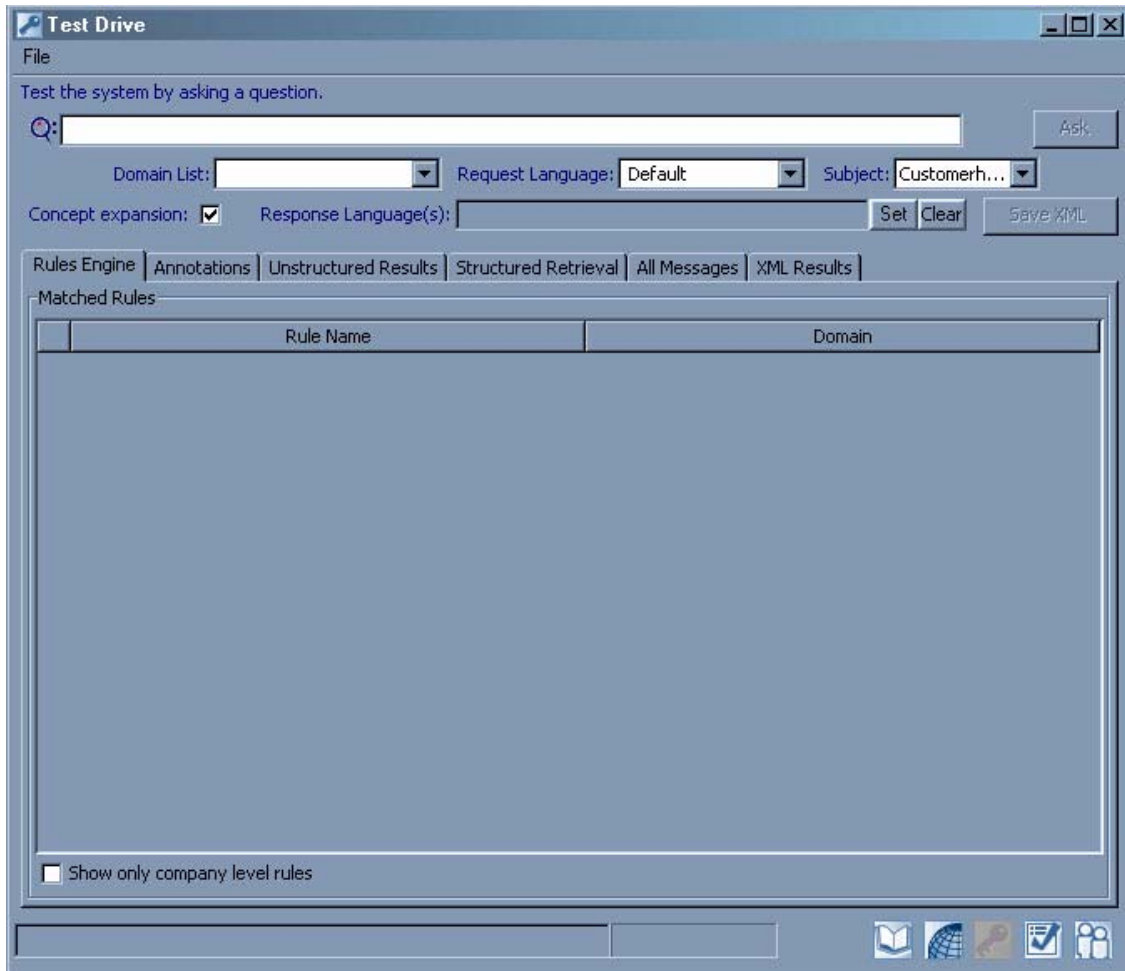 Test Drive
File
Test the system by asking a question.
Q: Ask
Domain List: Request Language: Default Subject: Customerh...
Concept expansion: Response Language(s): Set Clear Save XML
Rules Engine Annotations Unstructured Results Structured Retrieval All Messages XML Results
Matched Rules
Rule Name Domain
Show only company level rules